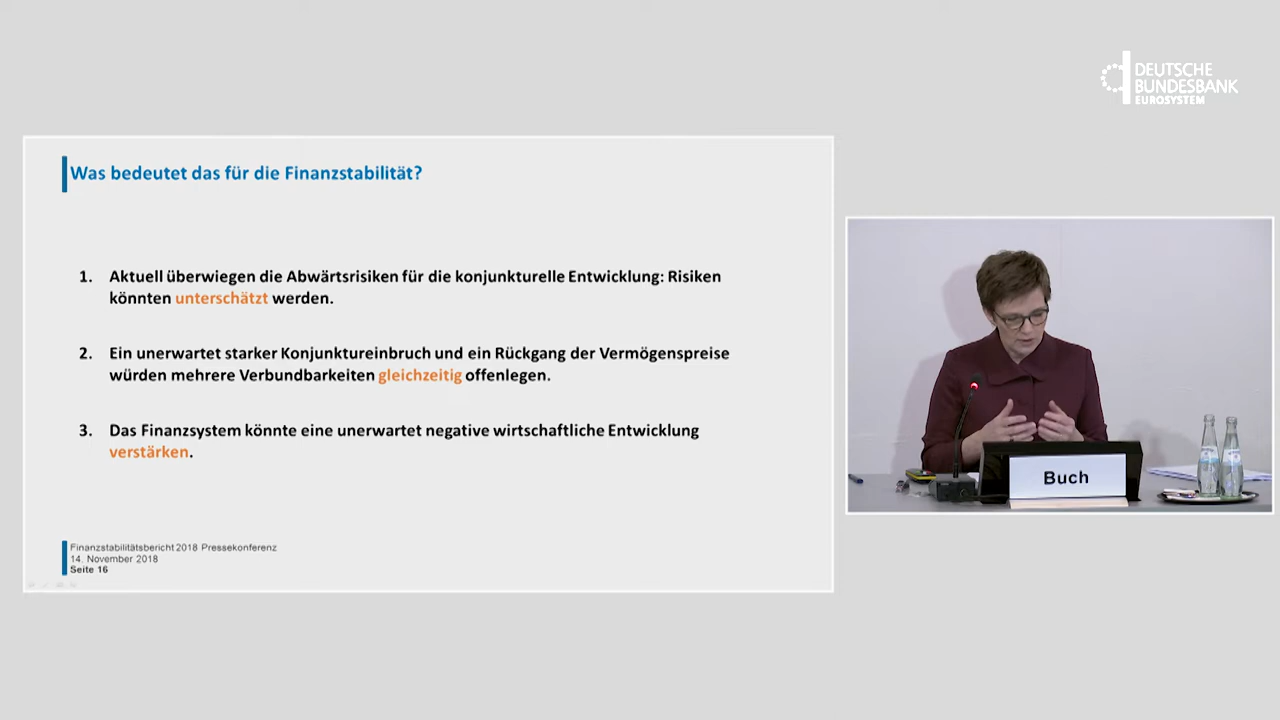 DEUTSCHE
BUNDESBANK
EUROSYSTEM
Was bedeutet das für die Finanzstabilität?
1. Aktuell überwiegen die Abwärtsrisiken für die konjunkturelle Entwicklung: Risiken
könnten unterschätzt werden.
2. Ein unerwartet starker Konjunktureinbruch und ein Rückgang der Vermögenspreise
würden mehrere Verbundbarkeiten gleichzeitig offenlegen.
3. Das Finanzsystem könnte eine unerwartet negative wirtschaftliche Entwicklung
verstärken.
Finanzstabilitätsbericht 2018 Pressekonferenz
14. November 2018
Seite 16
Buch